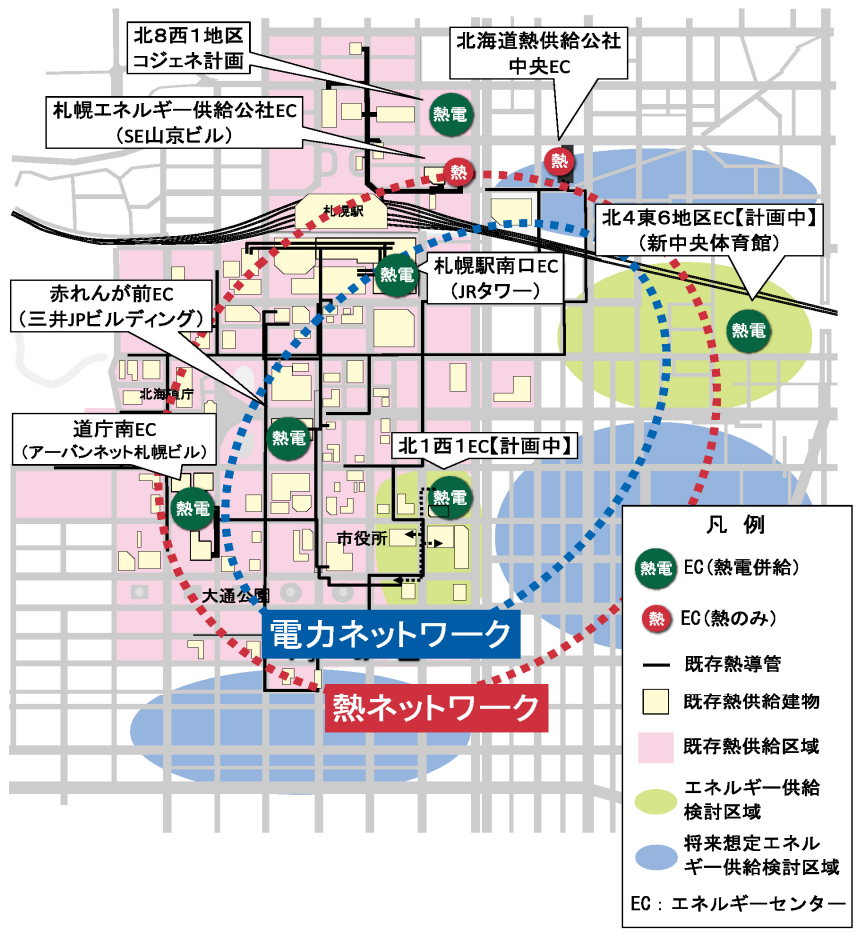 北8西1地区
コジェネ計画
北海道熱供給公社
中央EC
熱電
札幌エネルギー供給公社EC
(SE山京ビル)
熱
熱
札幌駅
北4東6地区EC【計画中】
(新中央体育館)
札幌駅南口EC
(JRタワー)
熱電
赤れんが前EC
(三井JPビルディング)
熱電
北海道庁
道庁南EC
(アーバンネット札幌ビル)
熱電
北1西1EC【計画中】
熱電
熱電
市役所
大通公園
電力ネットワーク
熱ネットワーク
凡 例
熱電 EC(熱電併給)
熱 EC(熱のみ)
既存熱導管
既存熱供給建物
既存熱供給区域
エネルギー供給
検討区域
将来想定エネル
ギー供給検討区域
EC:エネルギーセンター